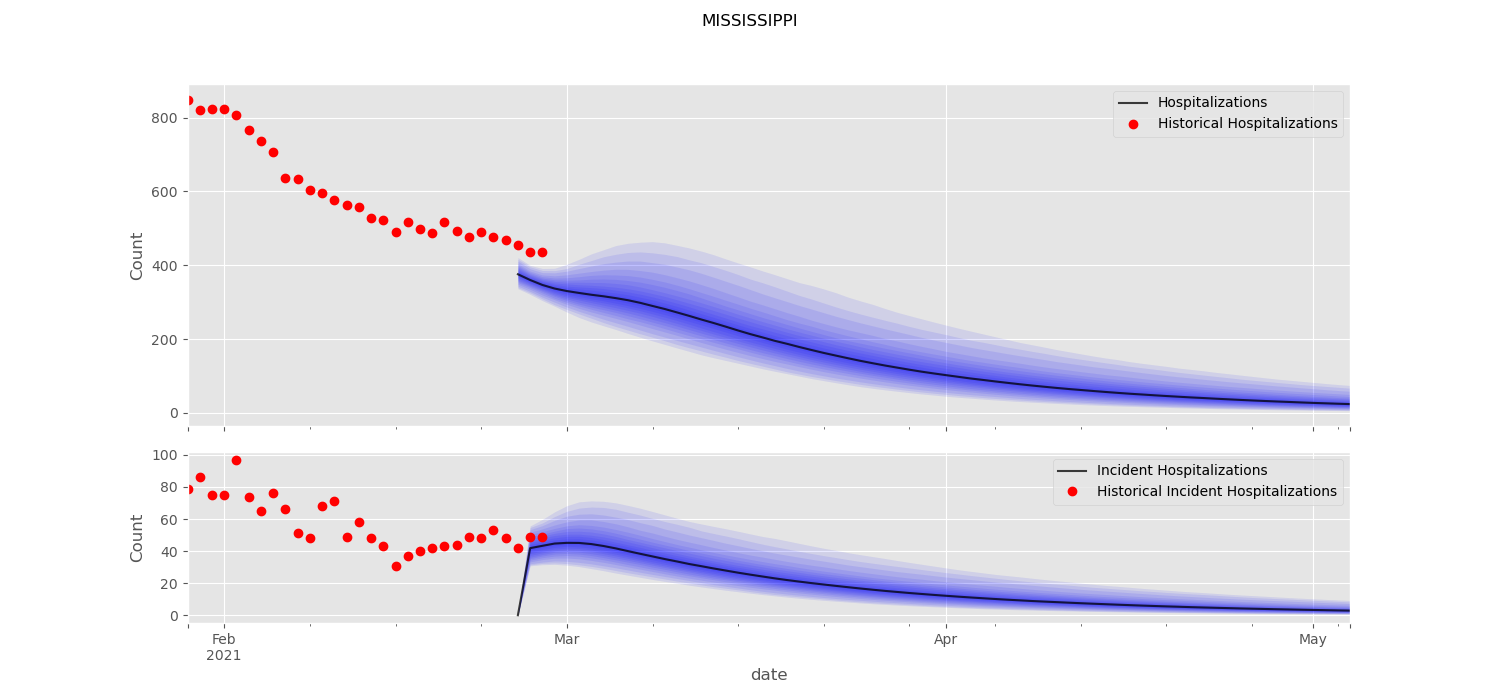 MISSISSIPPI
Hospitalizations
Historical Hospitalizations
800
600
400
200
0
Count
Incident Hospitalizations
Historical Incident Hospitalizations
100
80
60
40
20
0
Count
Feb
2021
Mar
Apr
May
date